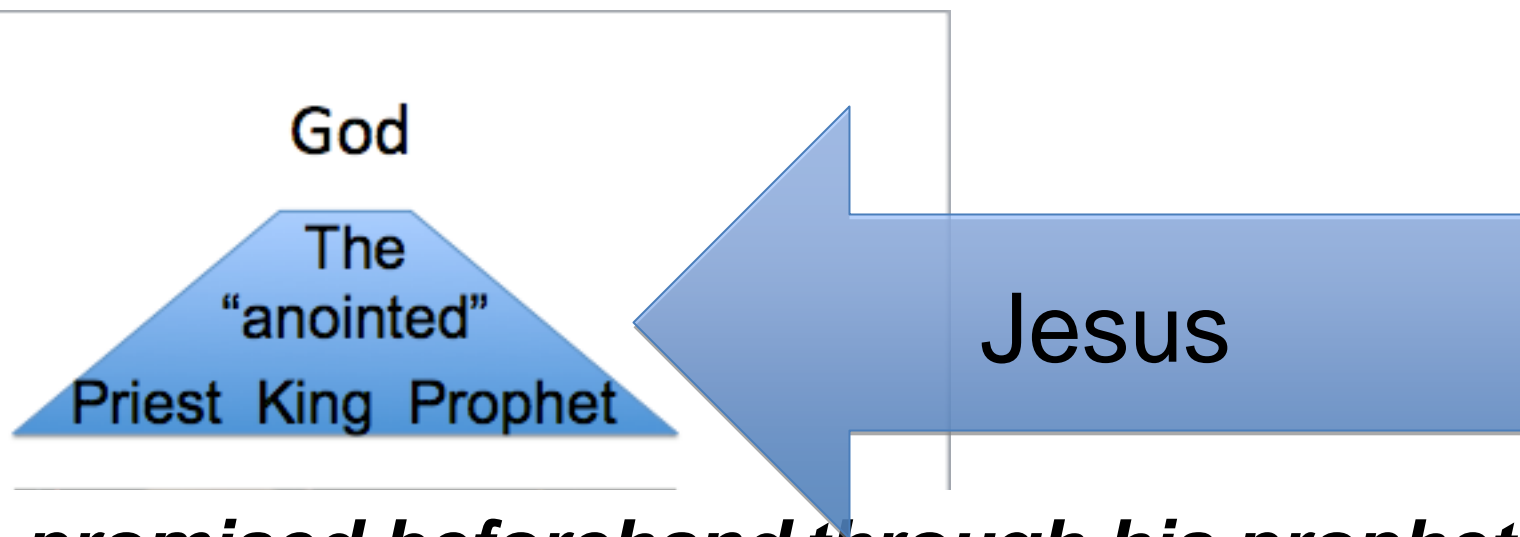 God
The
“anointed”
Priest King Prophet
Jesus
promised beforehand through his prophet